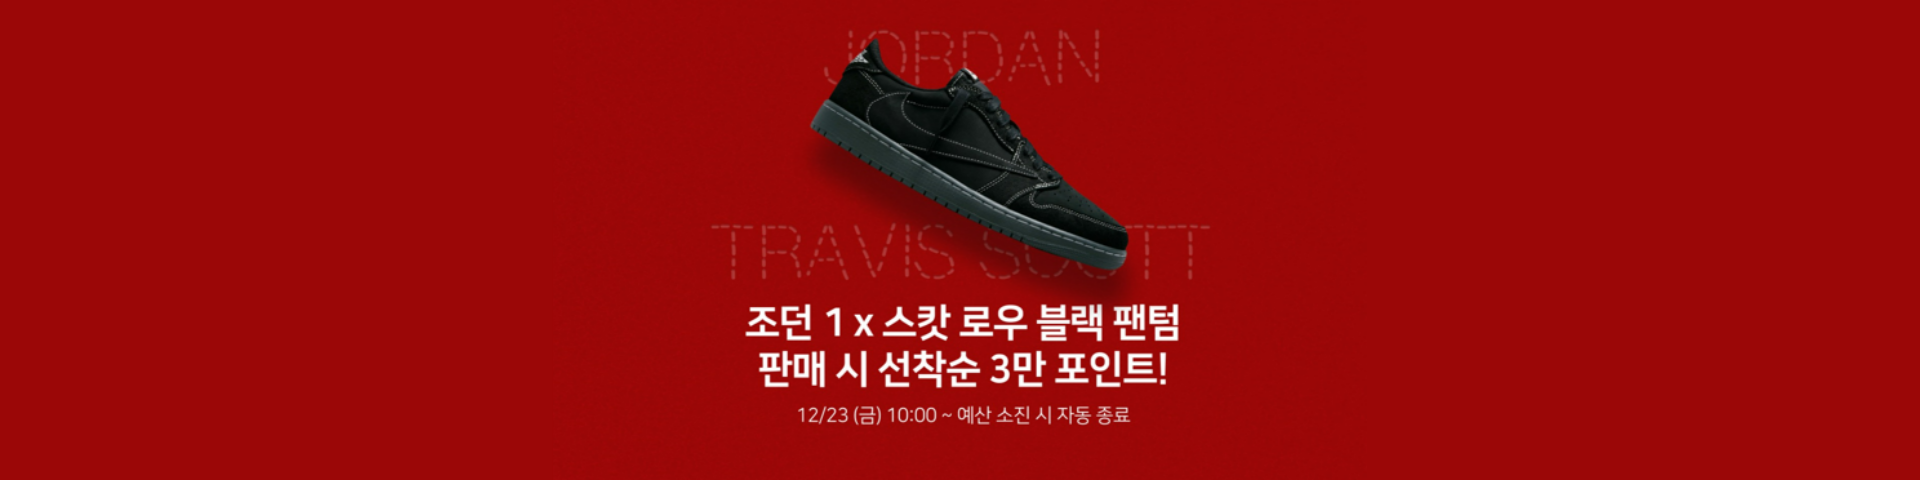 JORDAN
TRAVIS SCOTT
조던 1 x 스캇 로우 블랙 팬텀
판매 시 선착순 3만 포인트!
12/23 (금) 10:00 ~ 예산 소진 시 자동 종료